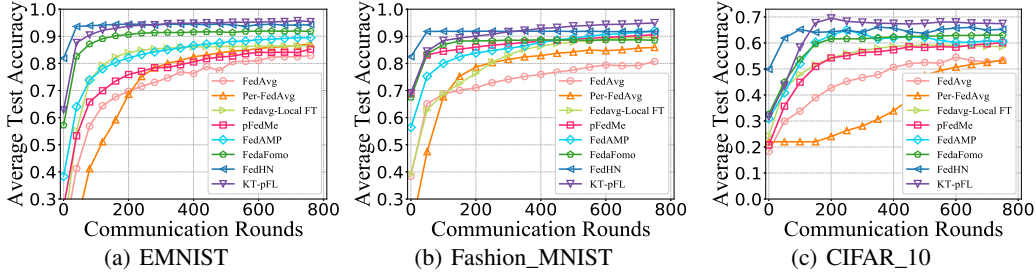 Average Test Accuracy
1.0
0.9
0.8
0.7
0.6
0.5
0.4
0.3
0
200
400
600
800
Communication Rounds
FedAvg
Per-FedAvg
Fedavg-Local FT
pFedMe
FedAMP
FedaFomo
FedHN
KT-pFL
(a) EMNIST
Average Test Accuracy
1.0
0.9
0.8
0.7
0.6
0.5
0.4
0.3
0
200
400
600
800
Communication Rounds
FedAvg
Per-FedAvg
Fedavg-Local FT
pFedMe
FedAMP
FedaFomo
FedHN
KT-pFL
(b) Fashion_MNIST
Average Test Accuracy
0.7
0.6
0.5
0.4
0.3
0.2
0.1
0.0
0
200
400
600
800
Communication Rounds
FedAvg
Per-FedAvg
Fedavg-Local FT
pFedMe
FedAMP
FedaFomo
FedHN
KT-pFL
(c) CIFAR_10